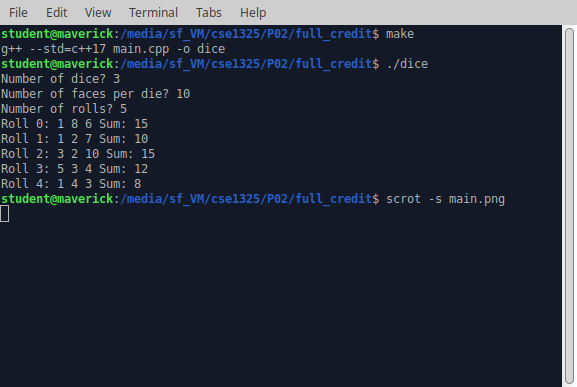 File Edit View Terminal Tabs Help
student@maverick:/media/sf_VM/cse1325/P02/full_credit$ make
g++ --std=c++17 main.cpp -o dice
student@maverick:/media/sf_VM/cse1325/P02/full_credit$ ./dice
Number of dice? 3
Number of faces per die? 10
Number of rolls? 5
Roll 0: 1 8 6 Sum: 15
Roll 1: 1 2 7 Sum: 10
Roll 2: 3 2 10 Sum: 15
Roll 3: 5 3 4 Sum: 12
Roll 4: 1 4 3 Sum: 8
student@maverick:/media/sf_VM/cse1325/P02/full_credit$ scrot -s main.png